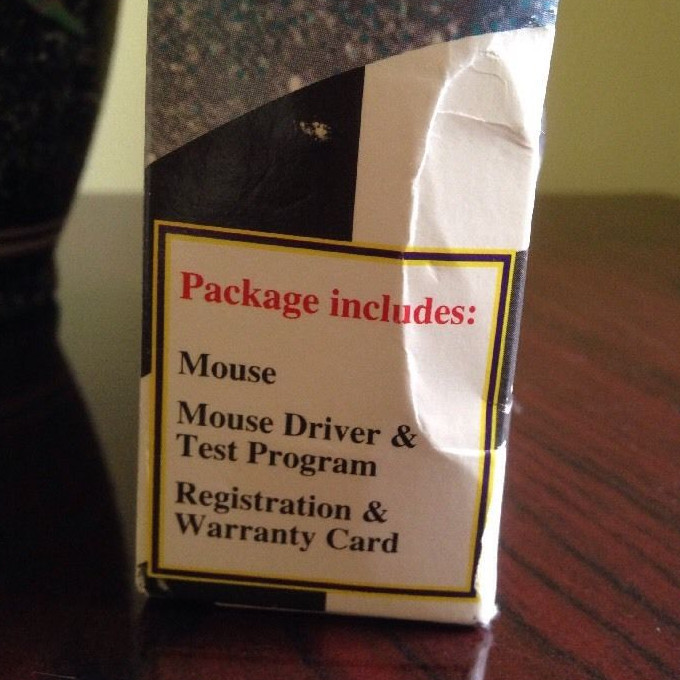 Package includes:
Mouse
Mouse Driver &
Test Program
Registration &
Warranty Card